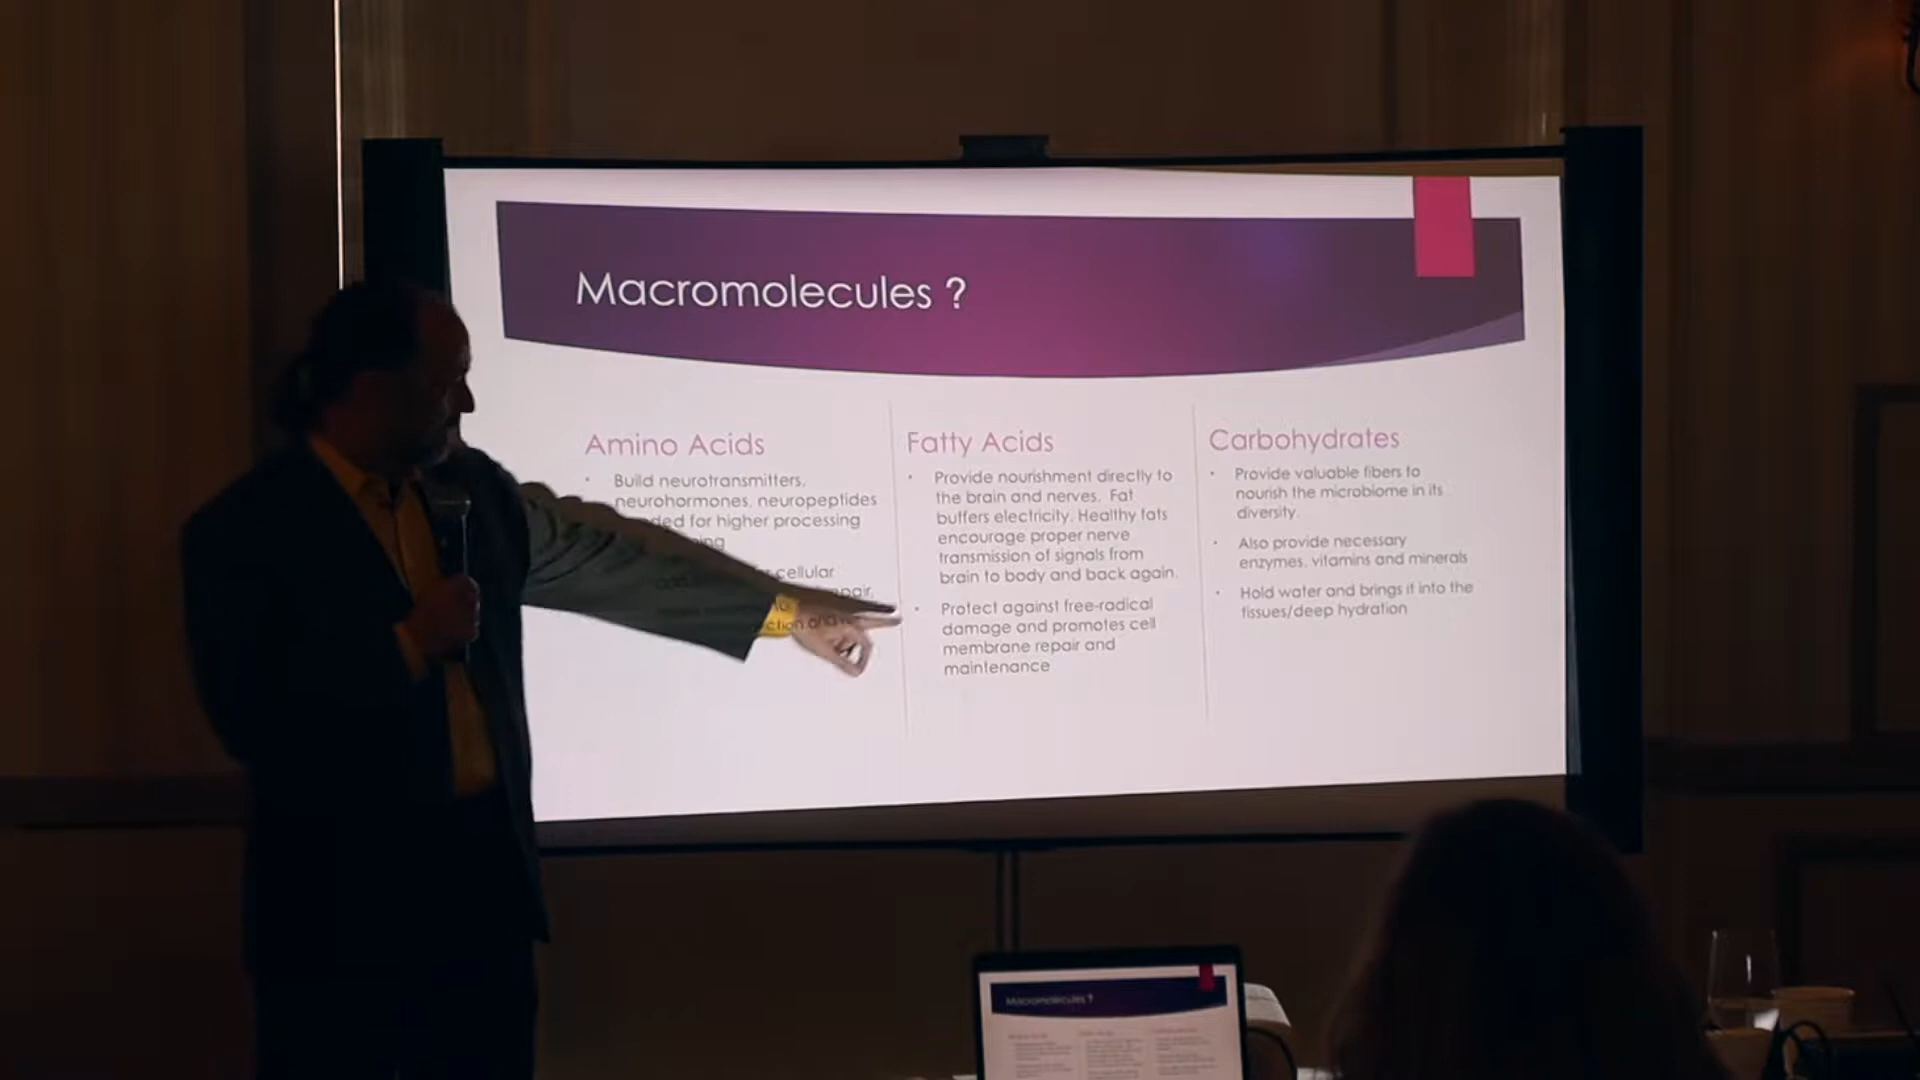 Macromolecules ?
Amino Acids
• Build neurotransmitters,
neurohormones, neuropeptides
for higher processing
cellular
Fatty Acids
• Provide nourishment directly to
the brain and nerves. Fat
buffers electricity. Healthy fats
encourage proper nerve
transmission of signals from
brain to body and back again.
• Protect against free-radical
damage and promotes cell
membrane repair and
maintenance
Carbohydrates
• Provide valuable fibers to
nourish the microbiome in its
diversity.
• Also provide necessary
enzymes, vitamins and minerals
• Hold water and brings it into the
tissues/deep hydration
Macromolecules ?